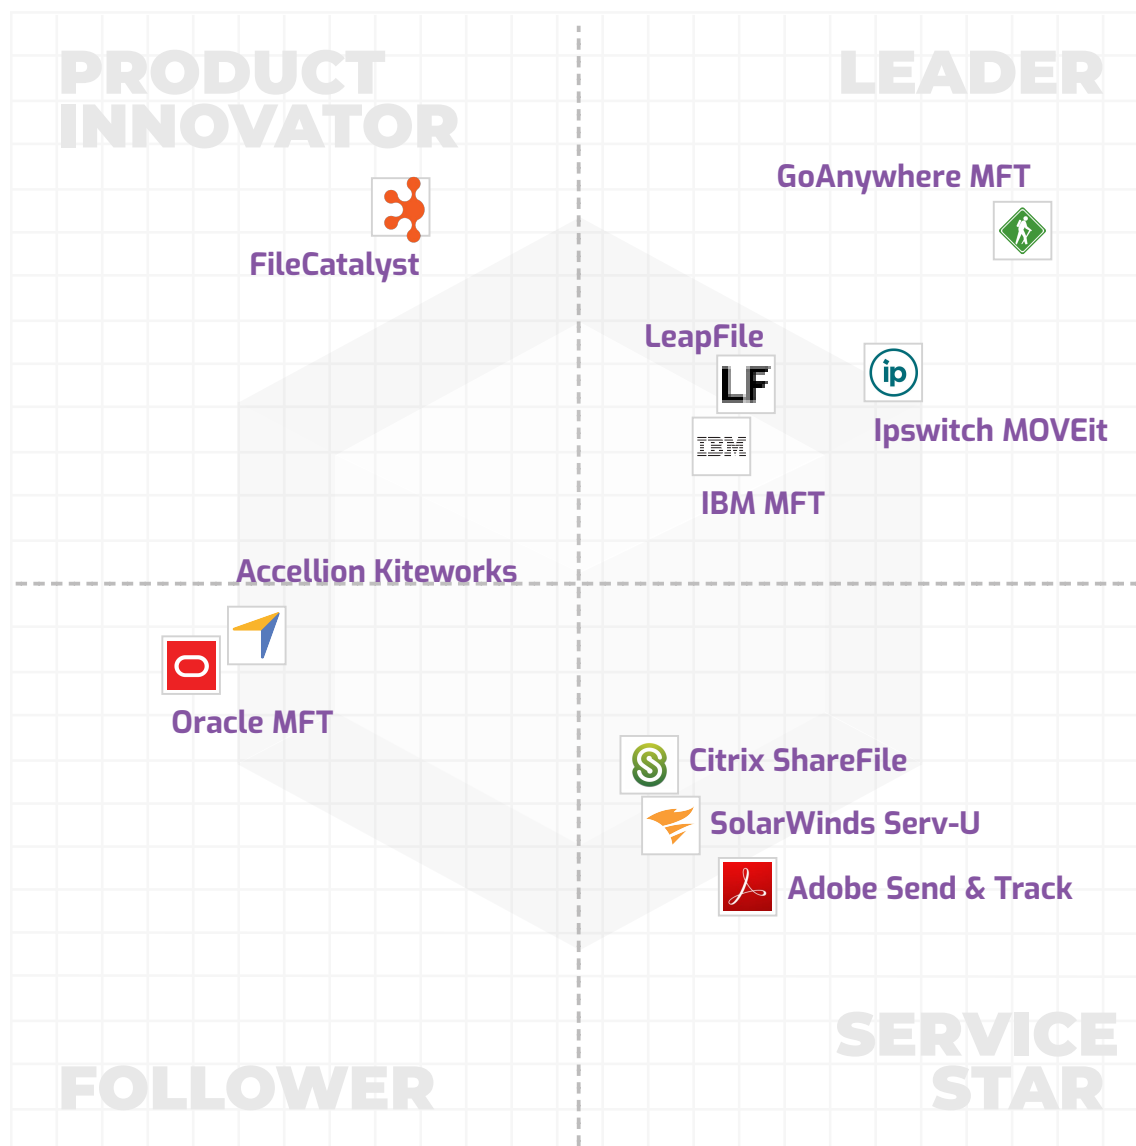 PRODUCT
INNOVATOR
LEADER
GoAnywhere MFT
FileCatalyst
LeapFile
LF
ip
Ipswitch MOVEit
IBM
IBM MFT
Accellion Kiteworks
Oracle MFT
Citrix ShareFile
SolarWinds Serv-U
Adobe Send & Track
SERVICE
STAR
FOLLOWER